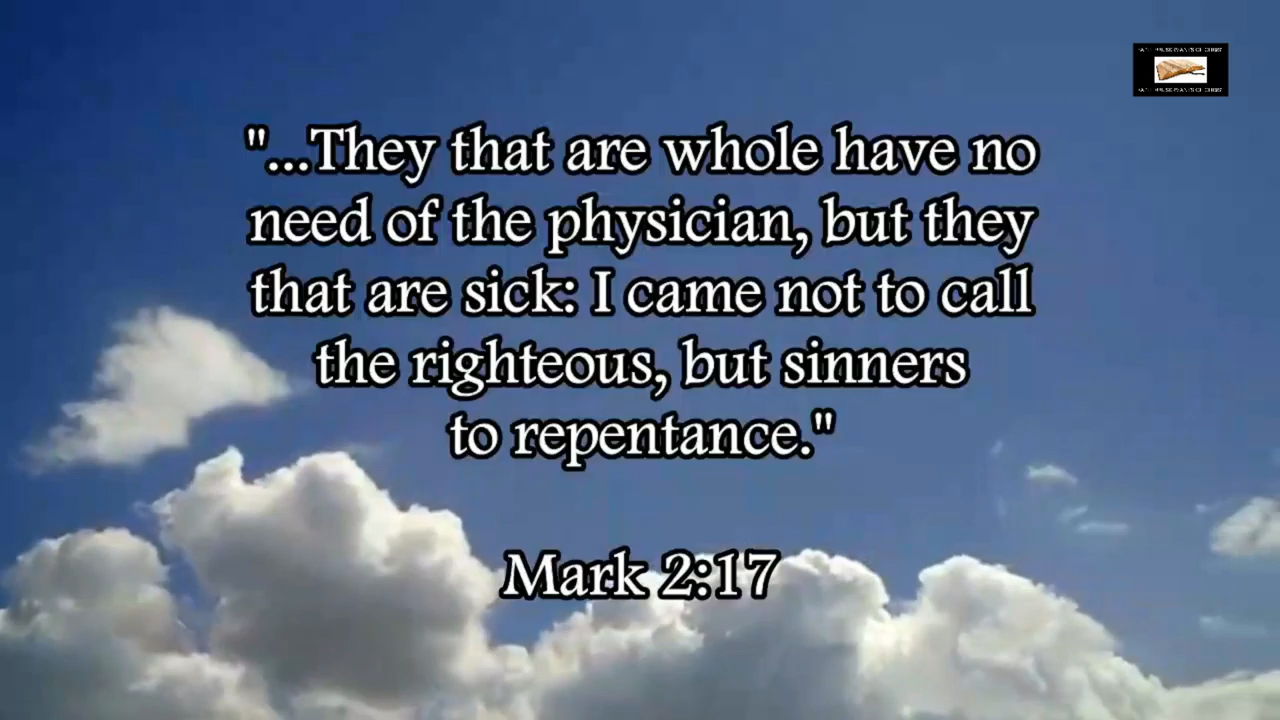 "...They that are whole have no
need of the physician, but they
that are sick: I came not to call
the righteous, but sinners
to repentance."
Mark 2:17